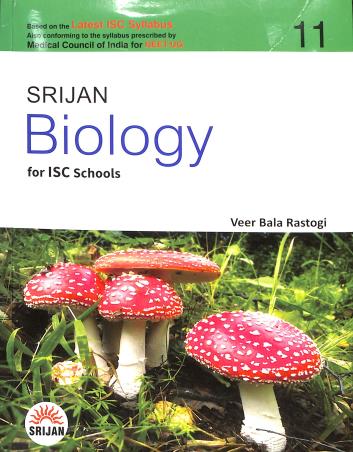 Based on the Latest ISC Syllabus
Also conforming to the syllabus prescribed by
Medical Council of India for NEET-UG
11
SRIJAN
Biology
for ISC Schools
Veer Bala Rastogi
SRIJAN